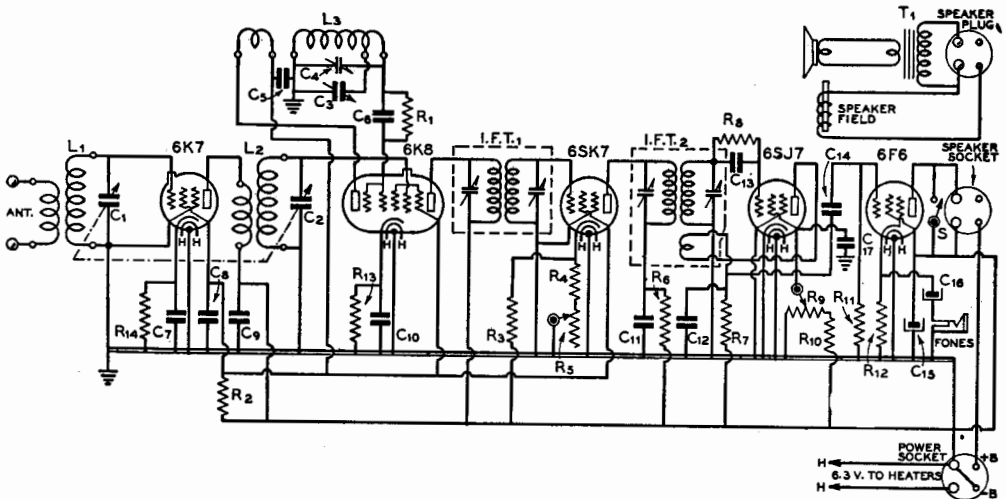 L3
T1
SPEAKER
PLUG
C4
C5
C3
C6
R1
SPEAKER
FIELD
L1
6K7
L2
6K8
I.F.T.1
6SK7
I.F.T.2
R8
C13
6SJ7
C14
6F6
SPEAKER
SOCKET
ANT.
C1
C2
S
H H
H H
H H
H H
H H
C17
R14
C7
C8
C9
R13
C10
R3
R4
R5
C11
R6
C12
R7
R9
R10
R11
R12
C16
C15
FONES
R2
POWER
SOCKET
+B
H
6.3 V. TO HEATERS
H
-B